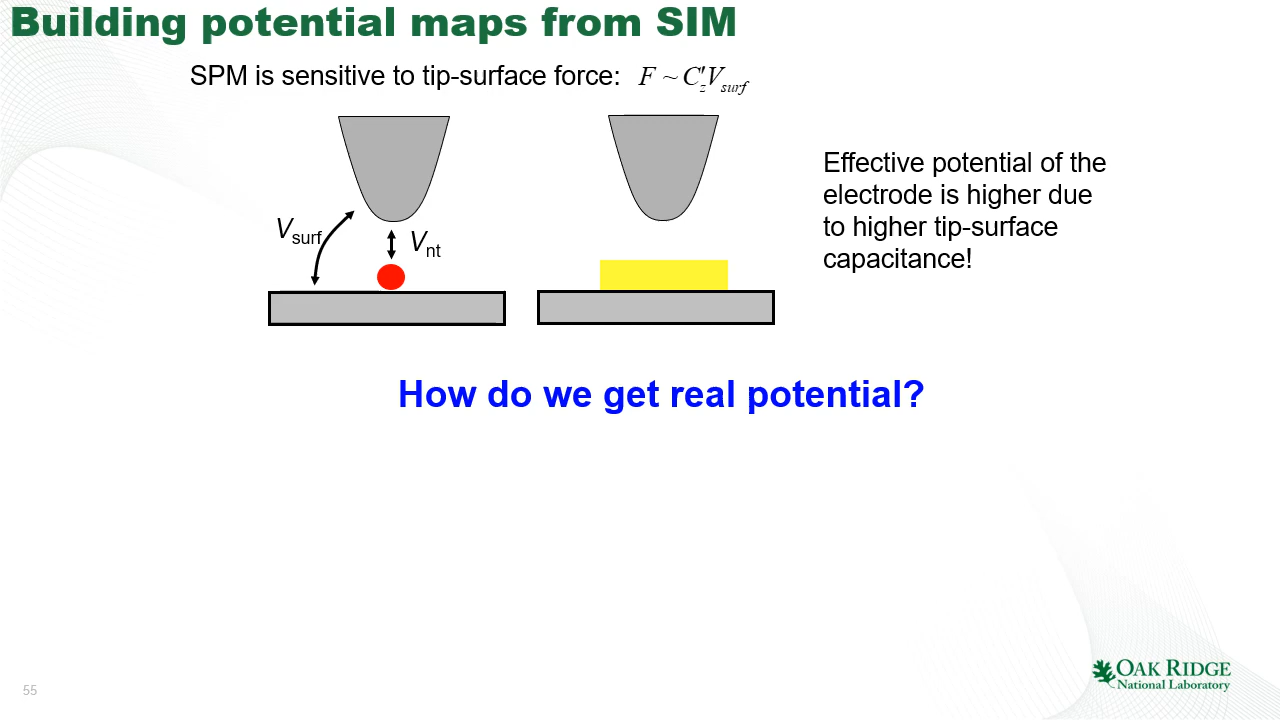 Building potential maps from SIM
SPM is sensitive to tip-surface force: F ~ C′zVsurf
Vsurf
Vnt
Effective potential of the
electrode is higher due
to higher tip-surface
capacitance!
How do we get real potential?
55
OAK RIDGE
National Laboratory